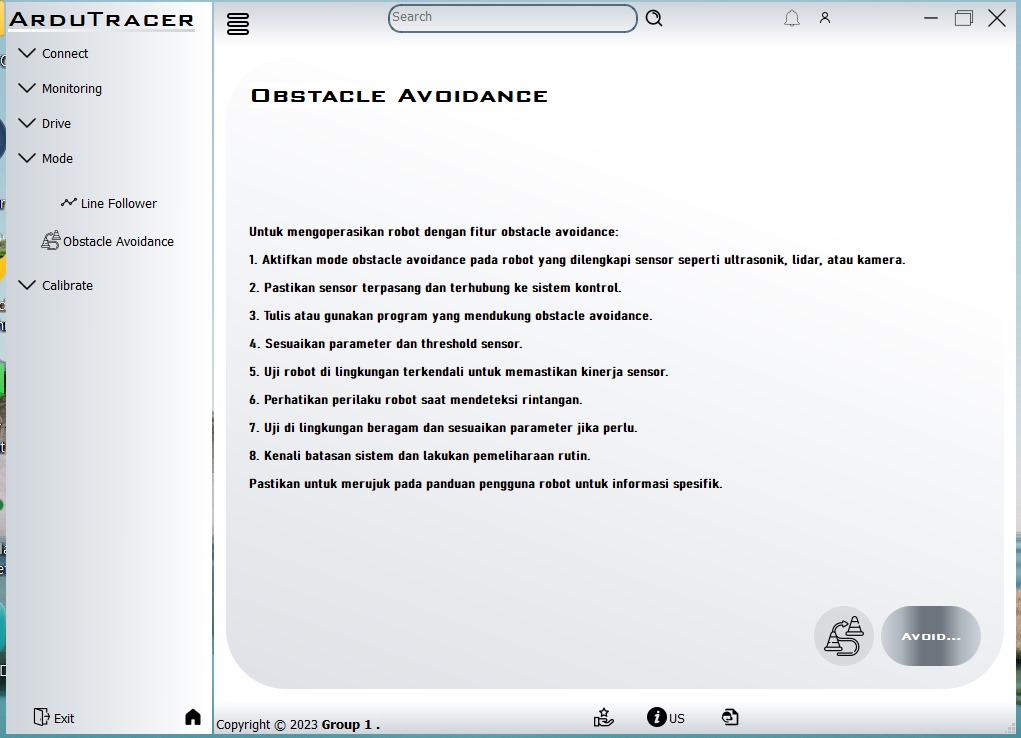 ArduTracer
Search
Connect
Monitoring
Drive
Mode
Line Follower
Obstacle Avoidance
Calibrate
Exit
Obstacle Avoidance
Untuk mengoperasikan robot dengan fitur obstacle avoidance:
1. Aktifkan mode obstacle avoidance pada robot yang dilengkapi sensor seperti ultrasonik, lidar, atau kamera.
2. Pastikan sensor terpasang dan terhubung ke sistem kontrol.
3. Tulis atau gunakan program yang mendukung obstacle avoidance.
4. Sesuaikan parameter dan threshold sensor.
5. Uji robot di lingkungan terkendali untuk memastikan kinerja sensor.
6. Perhatikan perilaku robot saat mendeteksi rintangan.
7. Uji di lingkungan beragam dan sesuaikan parameter jika perlu.
8. Kenali batasan sistem dan lakukan pemeliharaan rutin.
Pastikan untuk merujuk pada panduan pengguna robot untuk informasi spesifik.
Avoid...
Copyright © 2023 Group 1 .
US